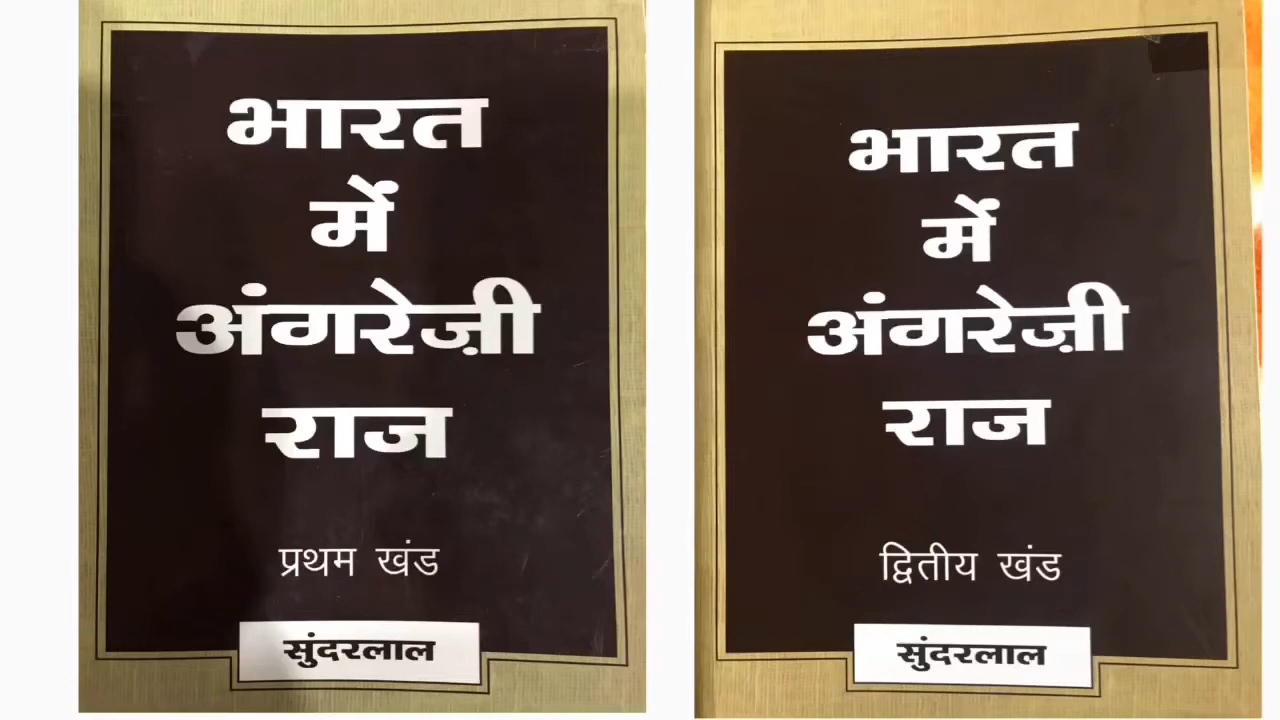 भारत
में
अंगरेज़ी
राज
प्रथम खंड
सुंदरलाल
भारत
में
अंगरेज़ी
राज
द्वितीय खंड
सुंदरलाल